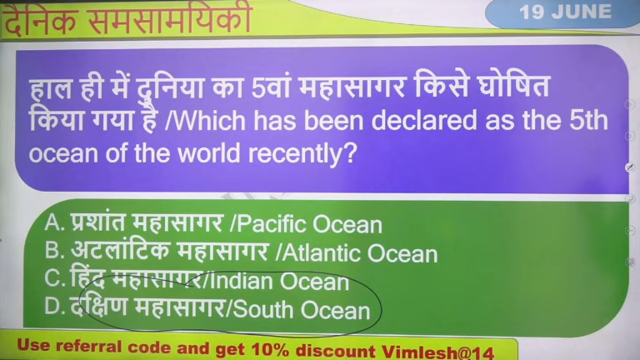 दैनिक समसामयिकी
19 JUNE
हाल ही में दुनिया का 5वां महासागर किसे घोषित
किया गया है /Which has been declared as the 5th
ocean of the world recently?
A. प्रशांत महासागर /Pacific Ocean
B. अटलांटिक महासागर /Atlantic Ocean
C. हिंद महासागर/Indian Ocean
D. दक्षिण महासागर/South Ocean
Use referral code and get 10% discount Vimlesh@14